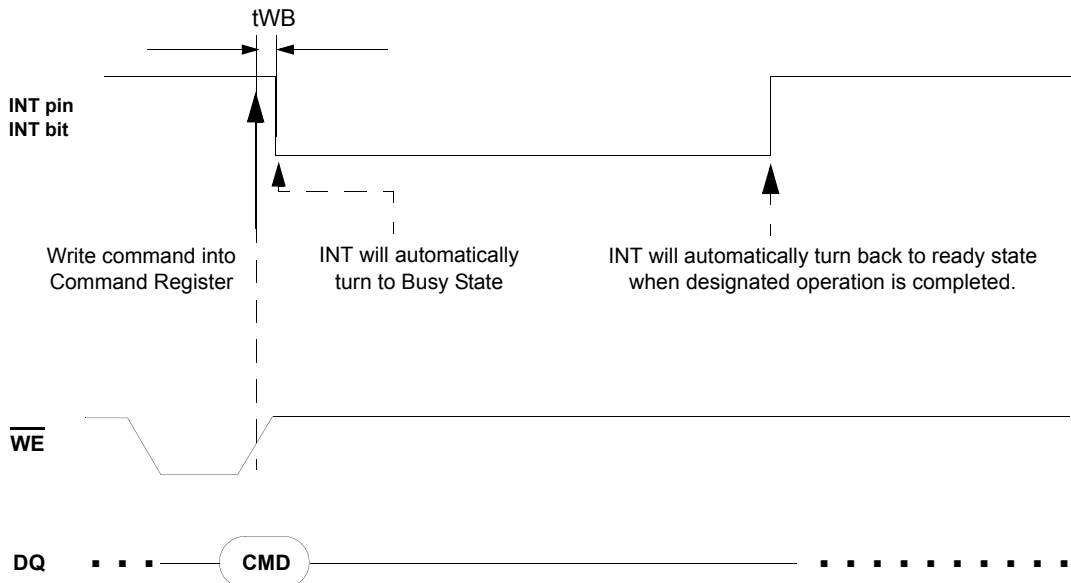 tWB
INT pin
INT bit
Write command into
Command Register
INT will automatically
turn to Busy State
INT will automatically turn back to ready state
when designated operation is completed.
WE
DQ
CMD